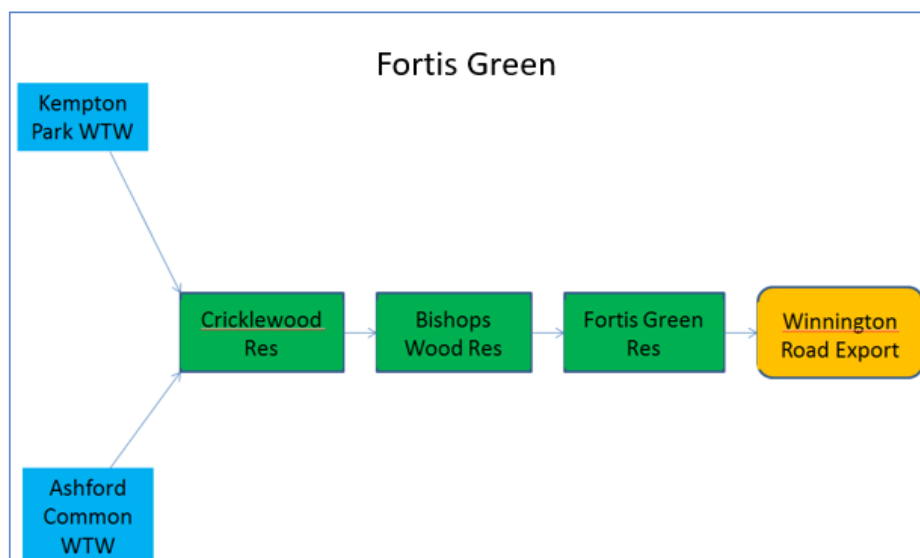 Fortis Green
Kempton
Park WTW
Cricklewood
Res
Bishops
Wood Res
Fortis Green
Res
Winnington
Road Export
Ashford
Common
WTW